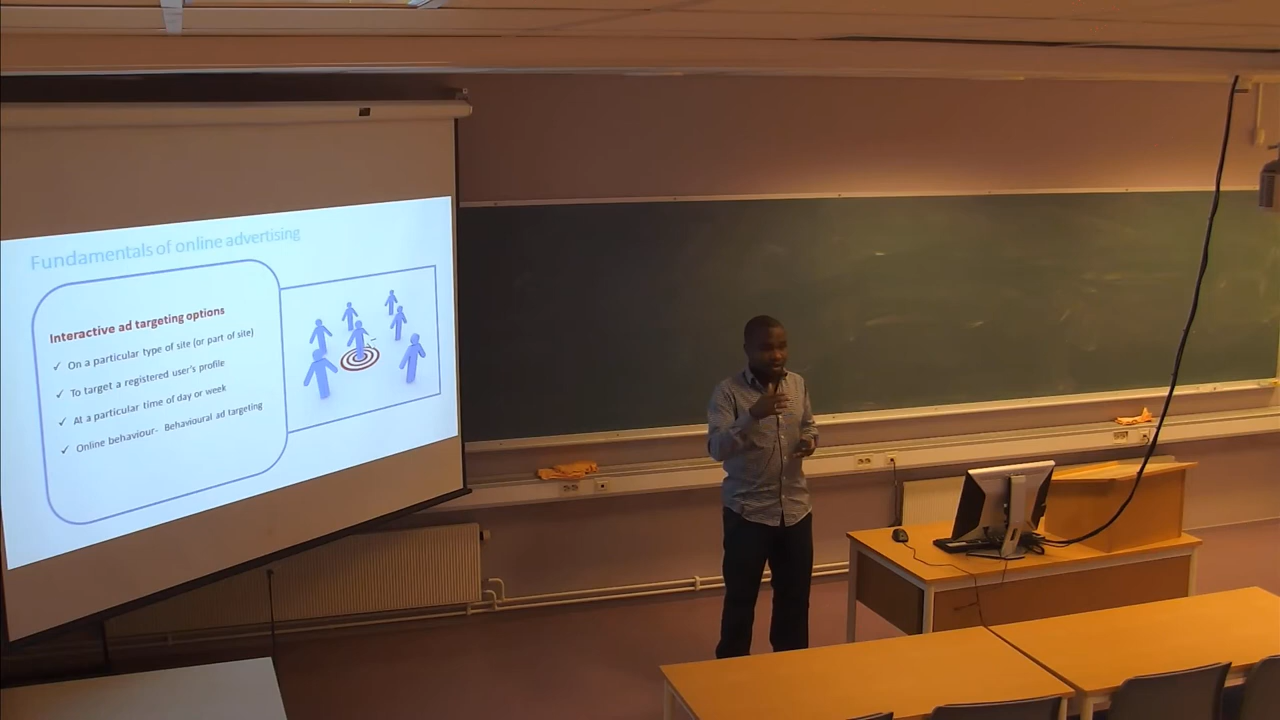 Fundamentals of online advertising
Interactive ad targeting options
✓ On a particular type of site (or part of site)
✓ To target a registered user's profile
✓ At a particular time of day or week
✓ Online behaviour- Behavioural ad targeting